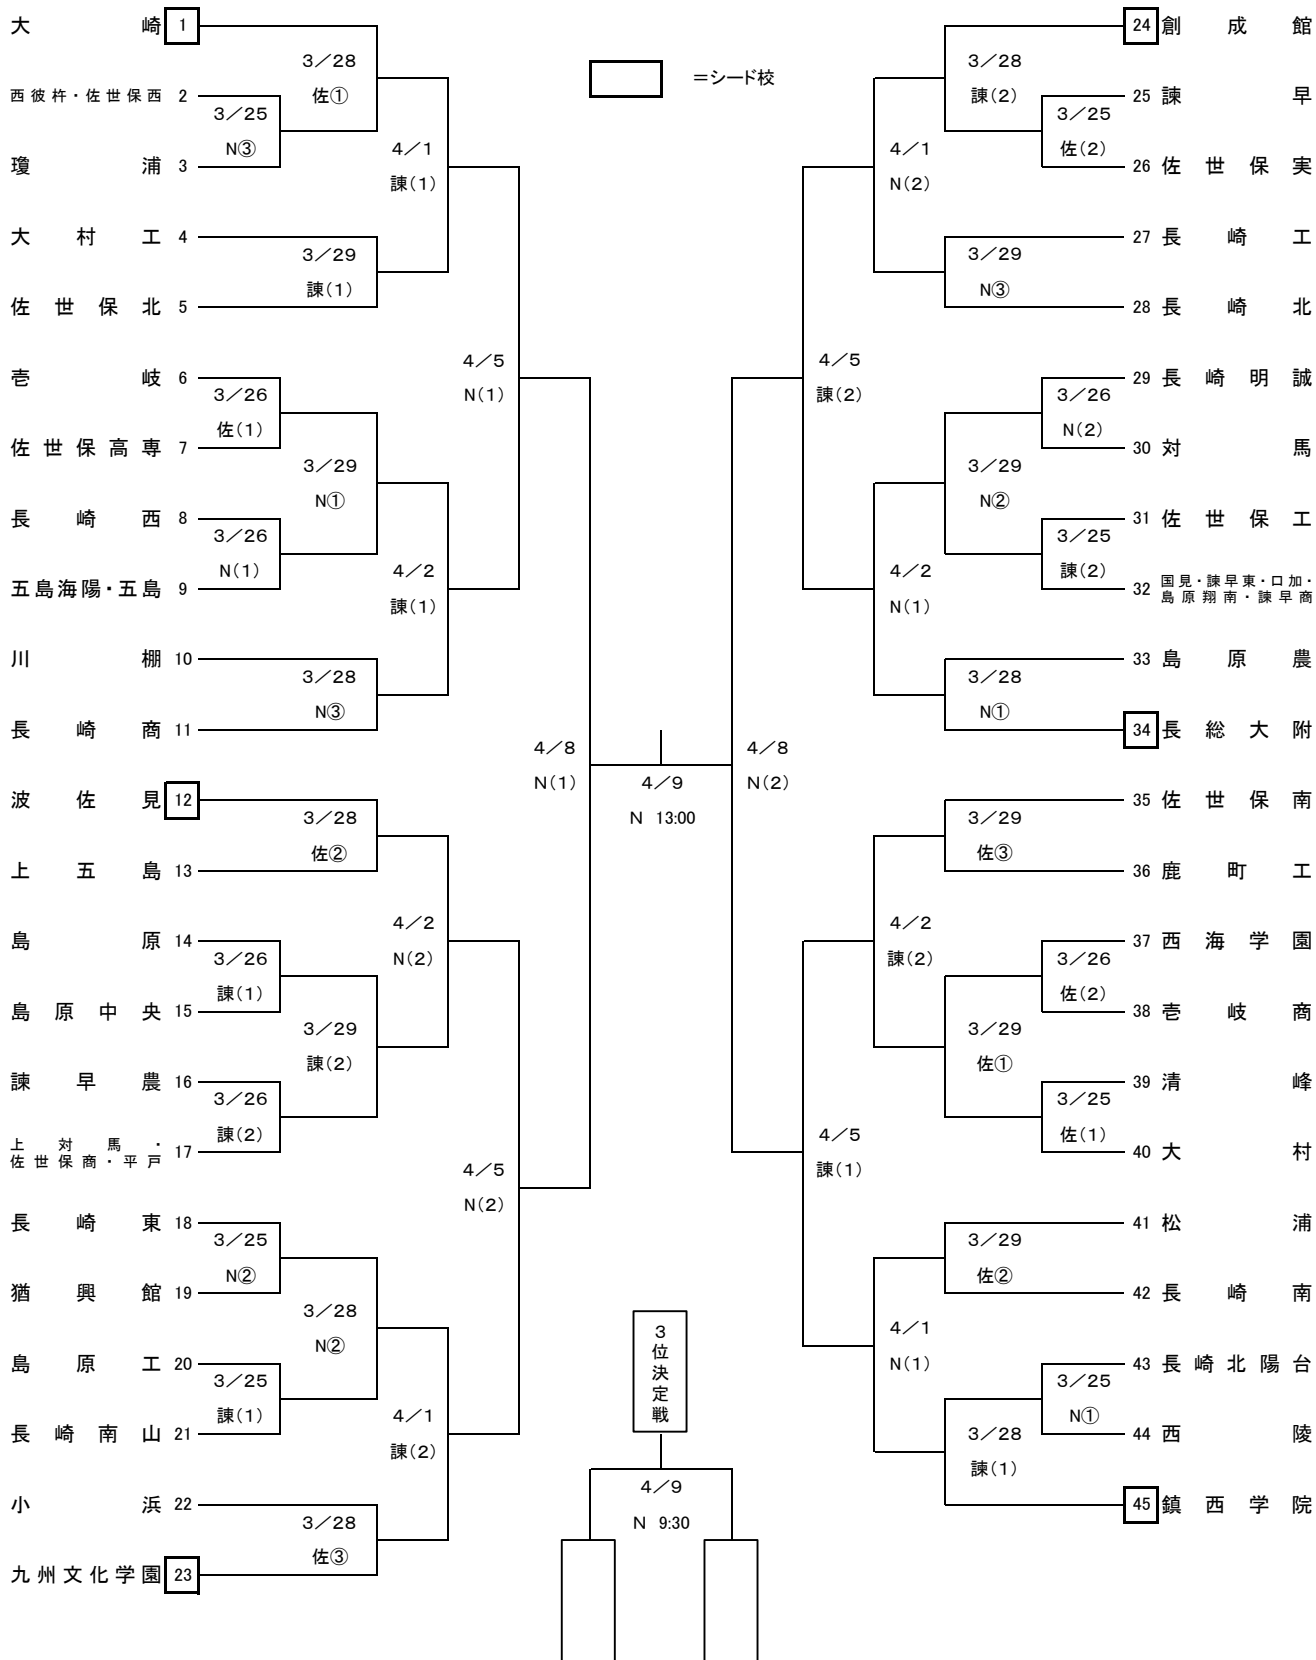 ＝シード校
大崎 1
西彼杵・佐世保西 2
瓊浦 3
大村工 4
佐世保北 5
壱岐 6
佐世保高専 7
長崎西 8
五島海陽・五島 9
川棚 10
長崎商 11
波佐見 12
上五島 13
島原 14
島原中央 15
諫早農 16
上対馬・
佐世保商・平戸 17
長崎東 18
猶興館 19
島原工 20
長崎南山 21
小浜 22
九州文化学園 23
3／28
佐①
3／25
N③
4／1
諫(1)
3／29
諫(1)
4／5
N(1)
3／26
佐(1)
3／29
N①
3／26
N(1)
4／2
諫(1)
3／28
N③
4／8
N(1)
3／28
佐②
4／2
N(2)
3／26
諫(1)
3／29
諫(2)
3／26
諫(2)
4／5
N(2)
3／25
N②
3／28
N②
3／25
諫(1)
4／1
諫(2)
3／28
佐③
4／9
N 13:00
3位決定戦
4／9
N 9:30
24 創成館
25 諫早
26 佐世保実
27 長崎工
28 長崎北
29 長崎明誠
30 対馬
31 佐世保工
32 国見・諫早東・口加・
島原翔南・諫早商
33 島原農
34 長総大附
35 佐世保南
36 鹿町工
37 西海学園
38 壱岐商
39 清峰
40 大村
41 松浦
42 長崎南
43 長崎北陽台
44 西陵
45 鎮西学院
3／28
諫(2)
3／25
佐(2)
4／1
N(2)
3／29
N③
4／5
諫(2)
3／26
N(2)
3／29
N②
3／25
諫(2)
4／2
N(1)
3／28
N①
4／8
N(2)
3／29
佐③
4／2
諫(2)
3／26
佐(2)
3／29
佐①
3／25
佐(1)
4／5
諫(1)
3／29
佐②
4／1
N(1)
3／25
N①
3／28
諫(1)